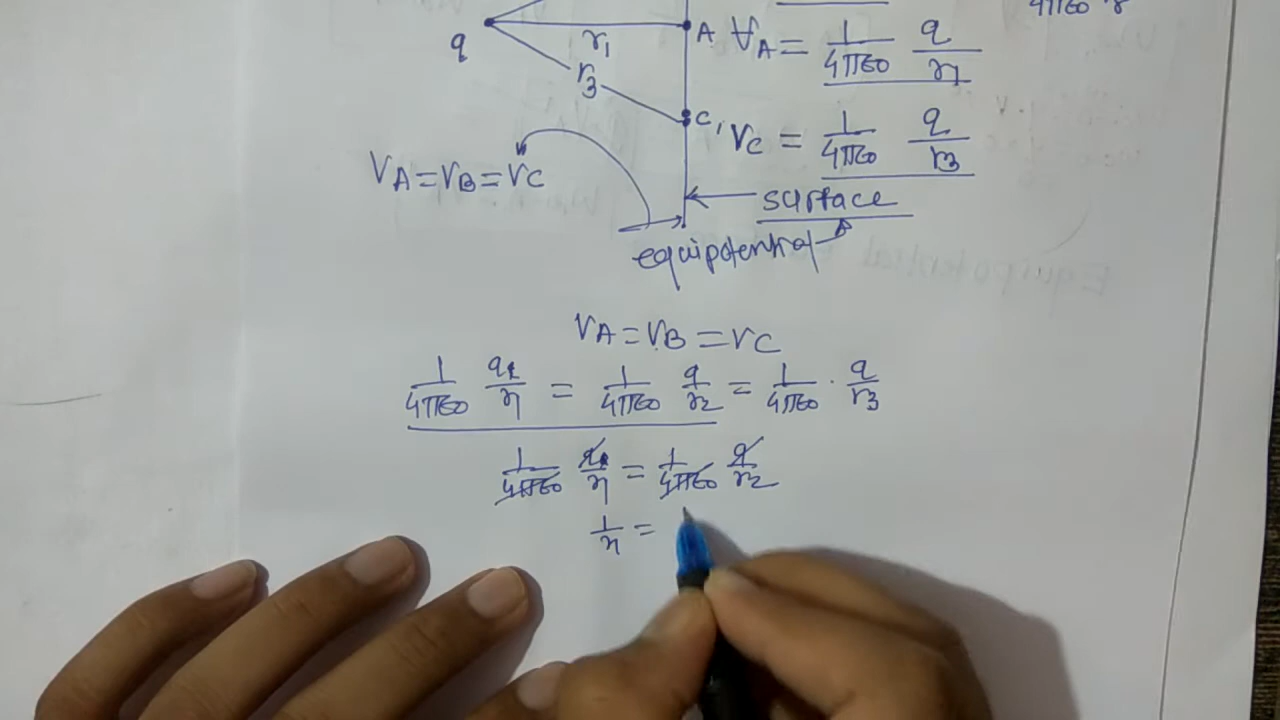 4πϵ0 r
q r1 A VA = 1/4πϵ0 q/r1
r3
C, VC = 1/4πϵ0 q/r3
VA = VB = VC
surface
equipotential
VA = VB = VC
1/4πϵ0 q/r1 = 1/4πϵ0 q/r2 = 1/4πϵ0 · q/r3
1/4πϵ0 q/r1 = 1/4πϵ0 q/r2
1/r1 =